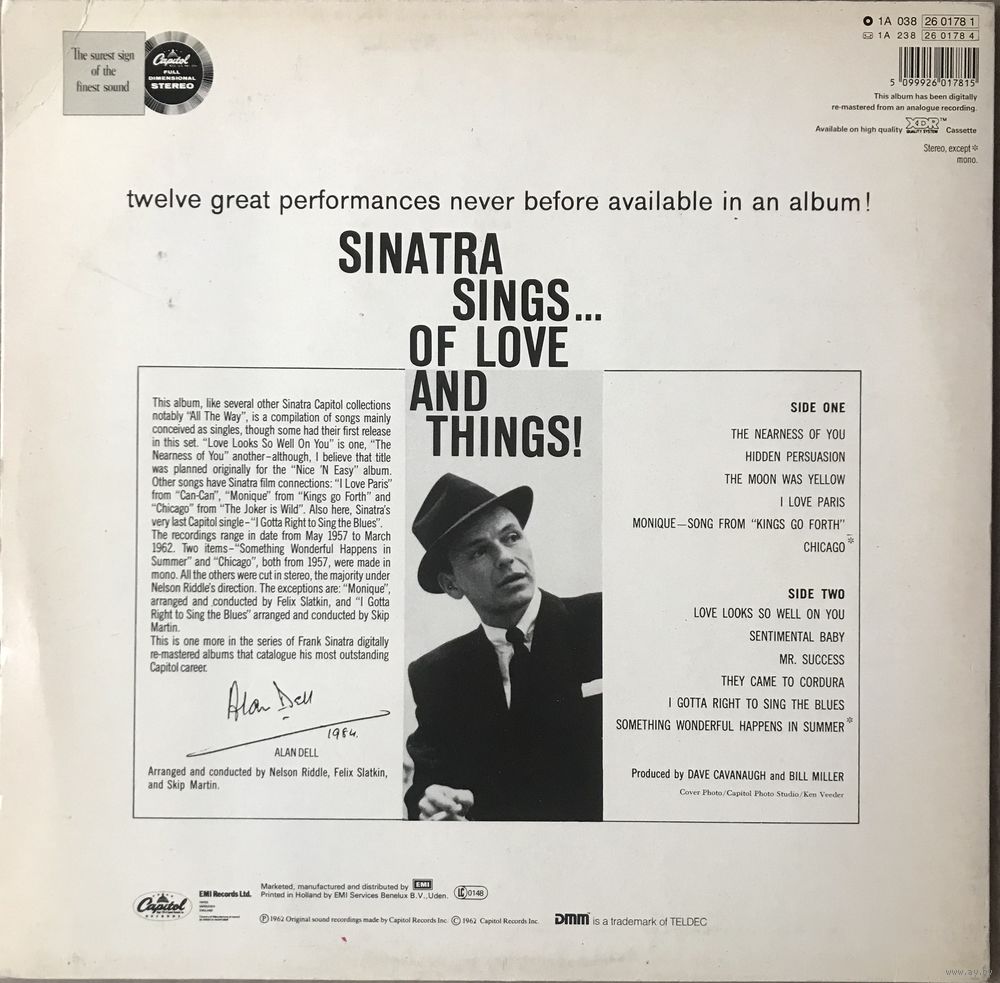 The surest sign
of the
finest sound
Capitol
FULL
DIMENSIONAL
STEREO
1A 038 26 0178 1
1A 238 26 0178 4
5 099926 017815
This album has been digitally
re-mastered from an analogue recording.
Available on high quality XDR™ Cassette
QUALITY SYSTEM
Stereo, except *
mono.
twelve great performances never before available in an album!
SINATRA
SINGS...
OF LOVE
AND
THINGS!
This album, like several other Sinatra Capitol collections
notably "All The Way", is a compilation of songs mainly
conceived as singles, though some had their first release
in this set. "Love Looks So Well On You" is one, "The
Nearness of You" another–although, I believe that title
was planned originally for the "Nice 'N Easy" album.
Other songs have Sinatra film connections: "I Love Paris"
from "Can-Can", "Monique" from "Kings go Forth" and
"Chicago" from "The Joker is Wild". Also here, Sinatra's
very last Capitol single–"I Gotta Right to Sing the Blues".
The recordings range in date from May 1957 to March
1962. Two items–"Something Wonderful Happens in
Summer" and "Chicago", both from 1957, were made in
mono. All the others were cut in stereo, the majority under
Nelson Riddle's direction. The exceptions are: "Monique",
arranged and conducted by Felix Slatkin, and "I Gotta
Right to Sing the Blues" arranged and conducted by Skip
Martin.
This is one more in the series of Frank Sinatra digitally
re-mastered albums that catalogue his most outstanding
Capitol career.
Alan Dell
1984.
ALAN DELL
Arranged and conducted by Nelson Riddle, Felix Slatkin,
and Skip Martin.
SIDE ONE
THE NEARNESS OF YOU
HIDDEN PERSUASION
THE MOON WAS YELLOW
I LOVE PARIS
MONIQUE—SONG FROM "KINGS GO FORTH"
CHICAGO*
SIDE TWO
LOVE LOOKS SO WELL ON YOU
SENTIMENTAL BABY
MR. SUCCESS
THEY CAME TO CORDURA
I GOTTA RIGHT TO SING THE BLUES
SOMETHING WONDERFUL HAPPENS IN SUMMER*
Produced by DAVE CAVANAUGH and BILL MILLER
Cover Photo/Capitol Photo Studio/Ken Veeder
Capitol
RECORDS
EMI Records Ltd.
Marketed, manufactured and distributed by EMI
Printed in Holland by EMI Services Benelux B.V., Uden.
LC 0148
Ⓟ 1962 Original sound recordings made by Capitol Records Inc. © 1962 Capitol Records Inc.
DMM is a trademark of TELDEC
www.ay.by